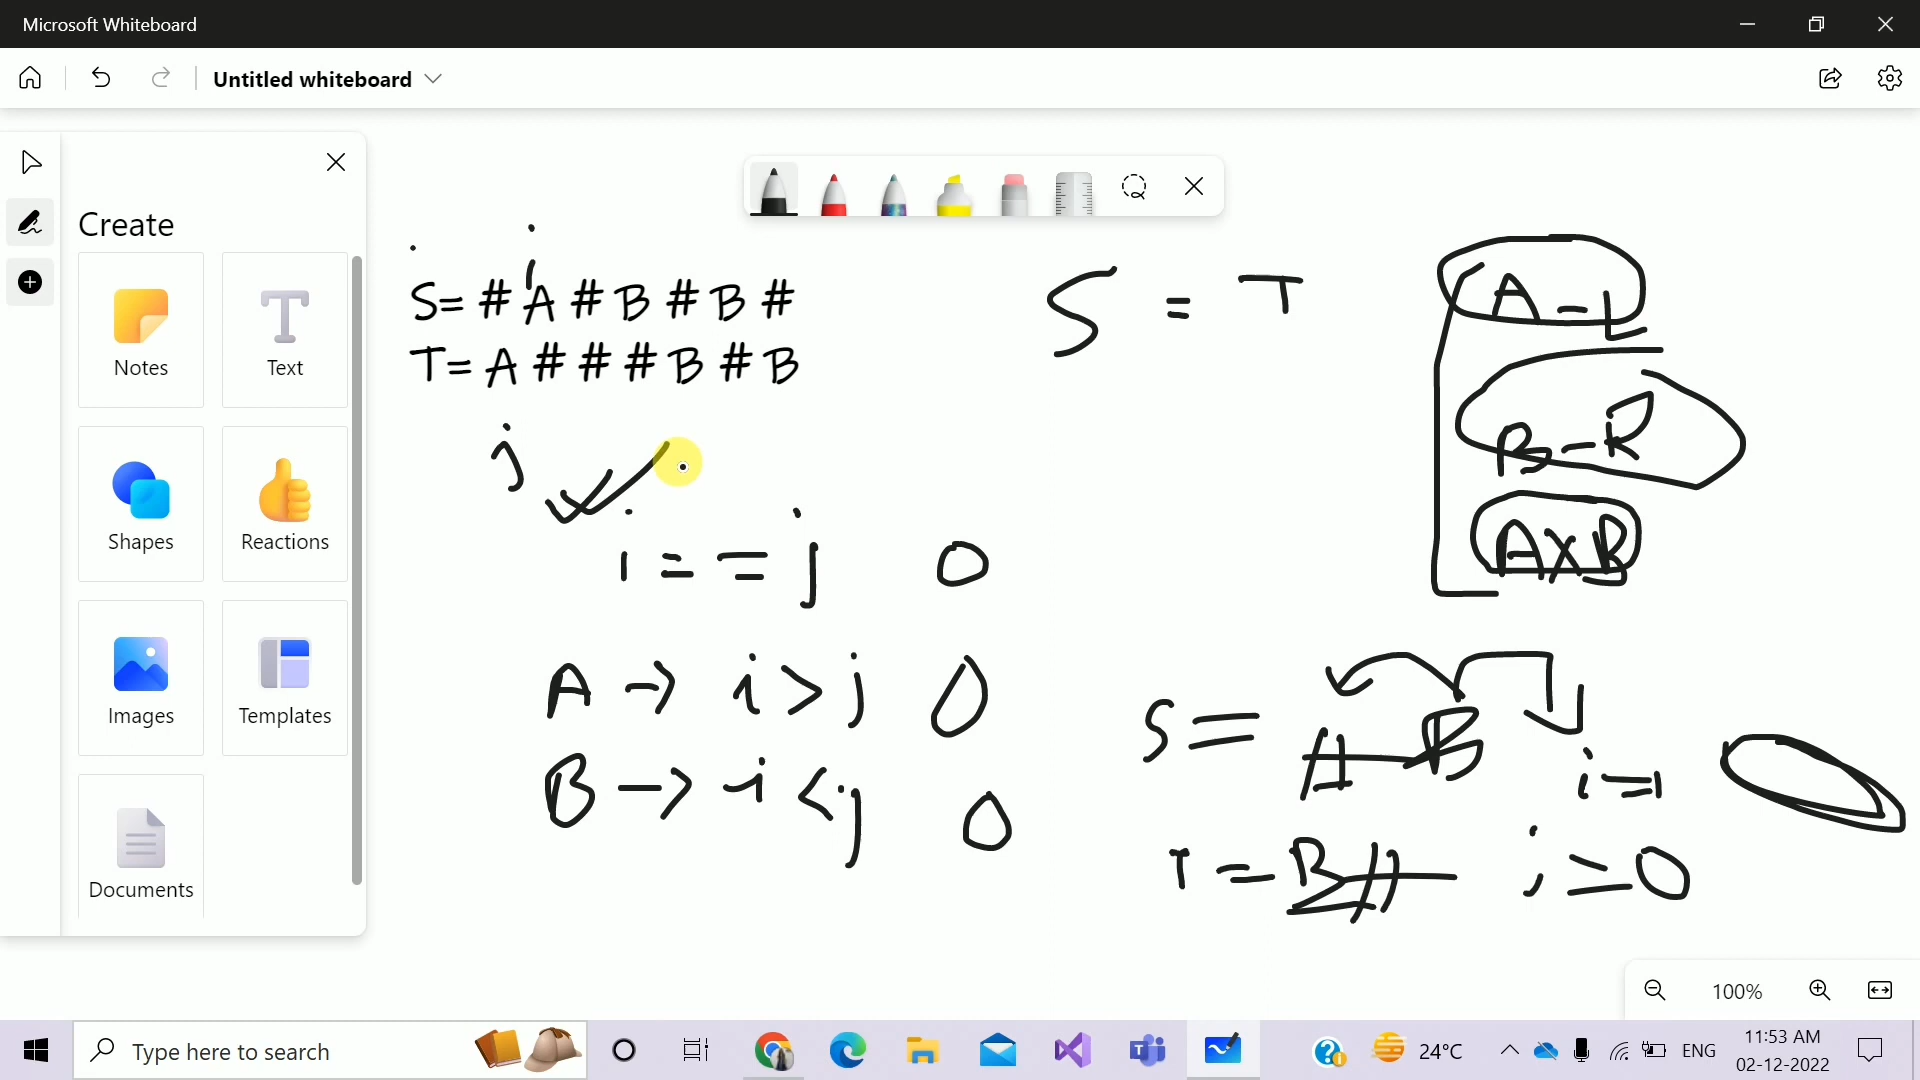 Microsoft Whiteboard
Untitled whiteboard
Create
Notes
Text
Shapes
Reactions
Images
Templates
Documents
i
S= # A # B # B #
T= A # # # B # B
j
i = = j 0
A -> i > j 0
B -> i < j 0
S = T
A - L
B - R
A X B
S =
i = 1
T = B
j = 0
100%
Type here to search
24°C
ENG
11:53 AM
02-12-2022